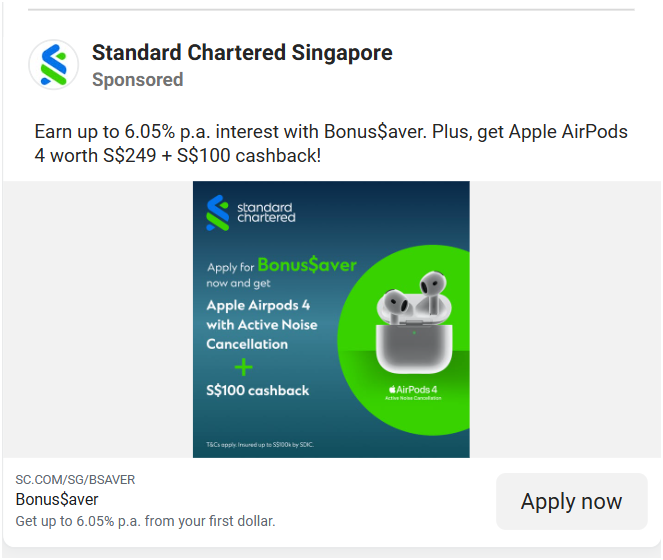 Standard Chartered Singapore
Sponsored
Earn up to 6.05% p.a. interest with Bonus$aver. Plus, get Apple AirPods
4 worth S$249 + S$100 cashback!
standard
chartered
Apply for Bonus$aver
now and get
Apple Airpods 4
with Active Noise
Cancellation
+
S$100 cashback
AirPods 4
Active Noise Cancellation
T&Cs apply. Insured up to S$100k by SDIC.
SC.COM/SG/BSAVER
Bonus$aver
Get up to 6.05% p.a. from your first dollar.
Apply now